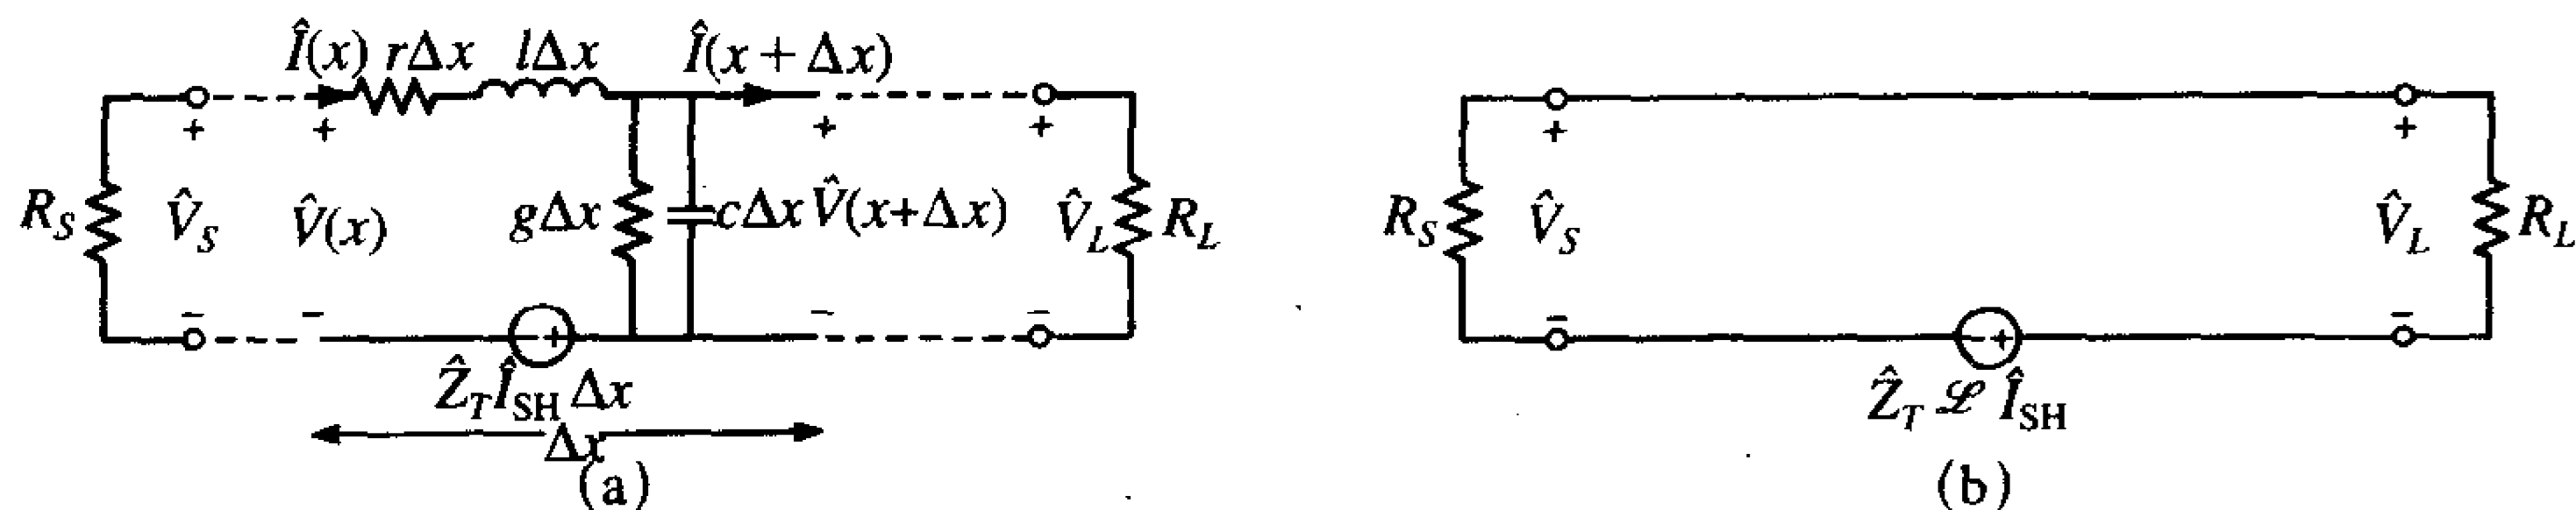 Î(x) rΔx lΔx Î(x + Δx)
+ + + + + +
R_S V̂_S V̂(x) gΔx cΔx V̂(x+Δx) V̂_L R_L R_S V̂_S V̂_L R_L
− − − + − − − − + −
Ẑ_T Î_SH Δx Ẑ_T ℒ Î_SH
Δx
(a) (b)